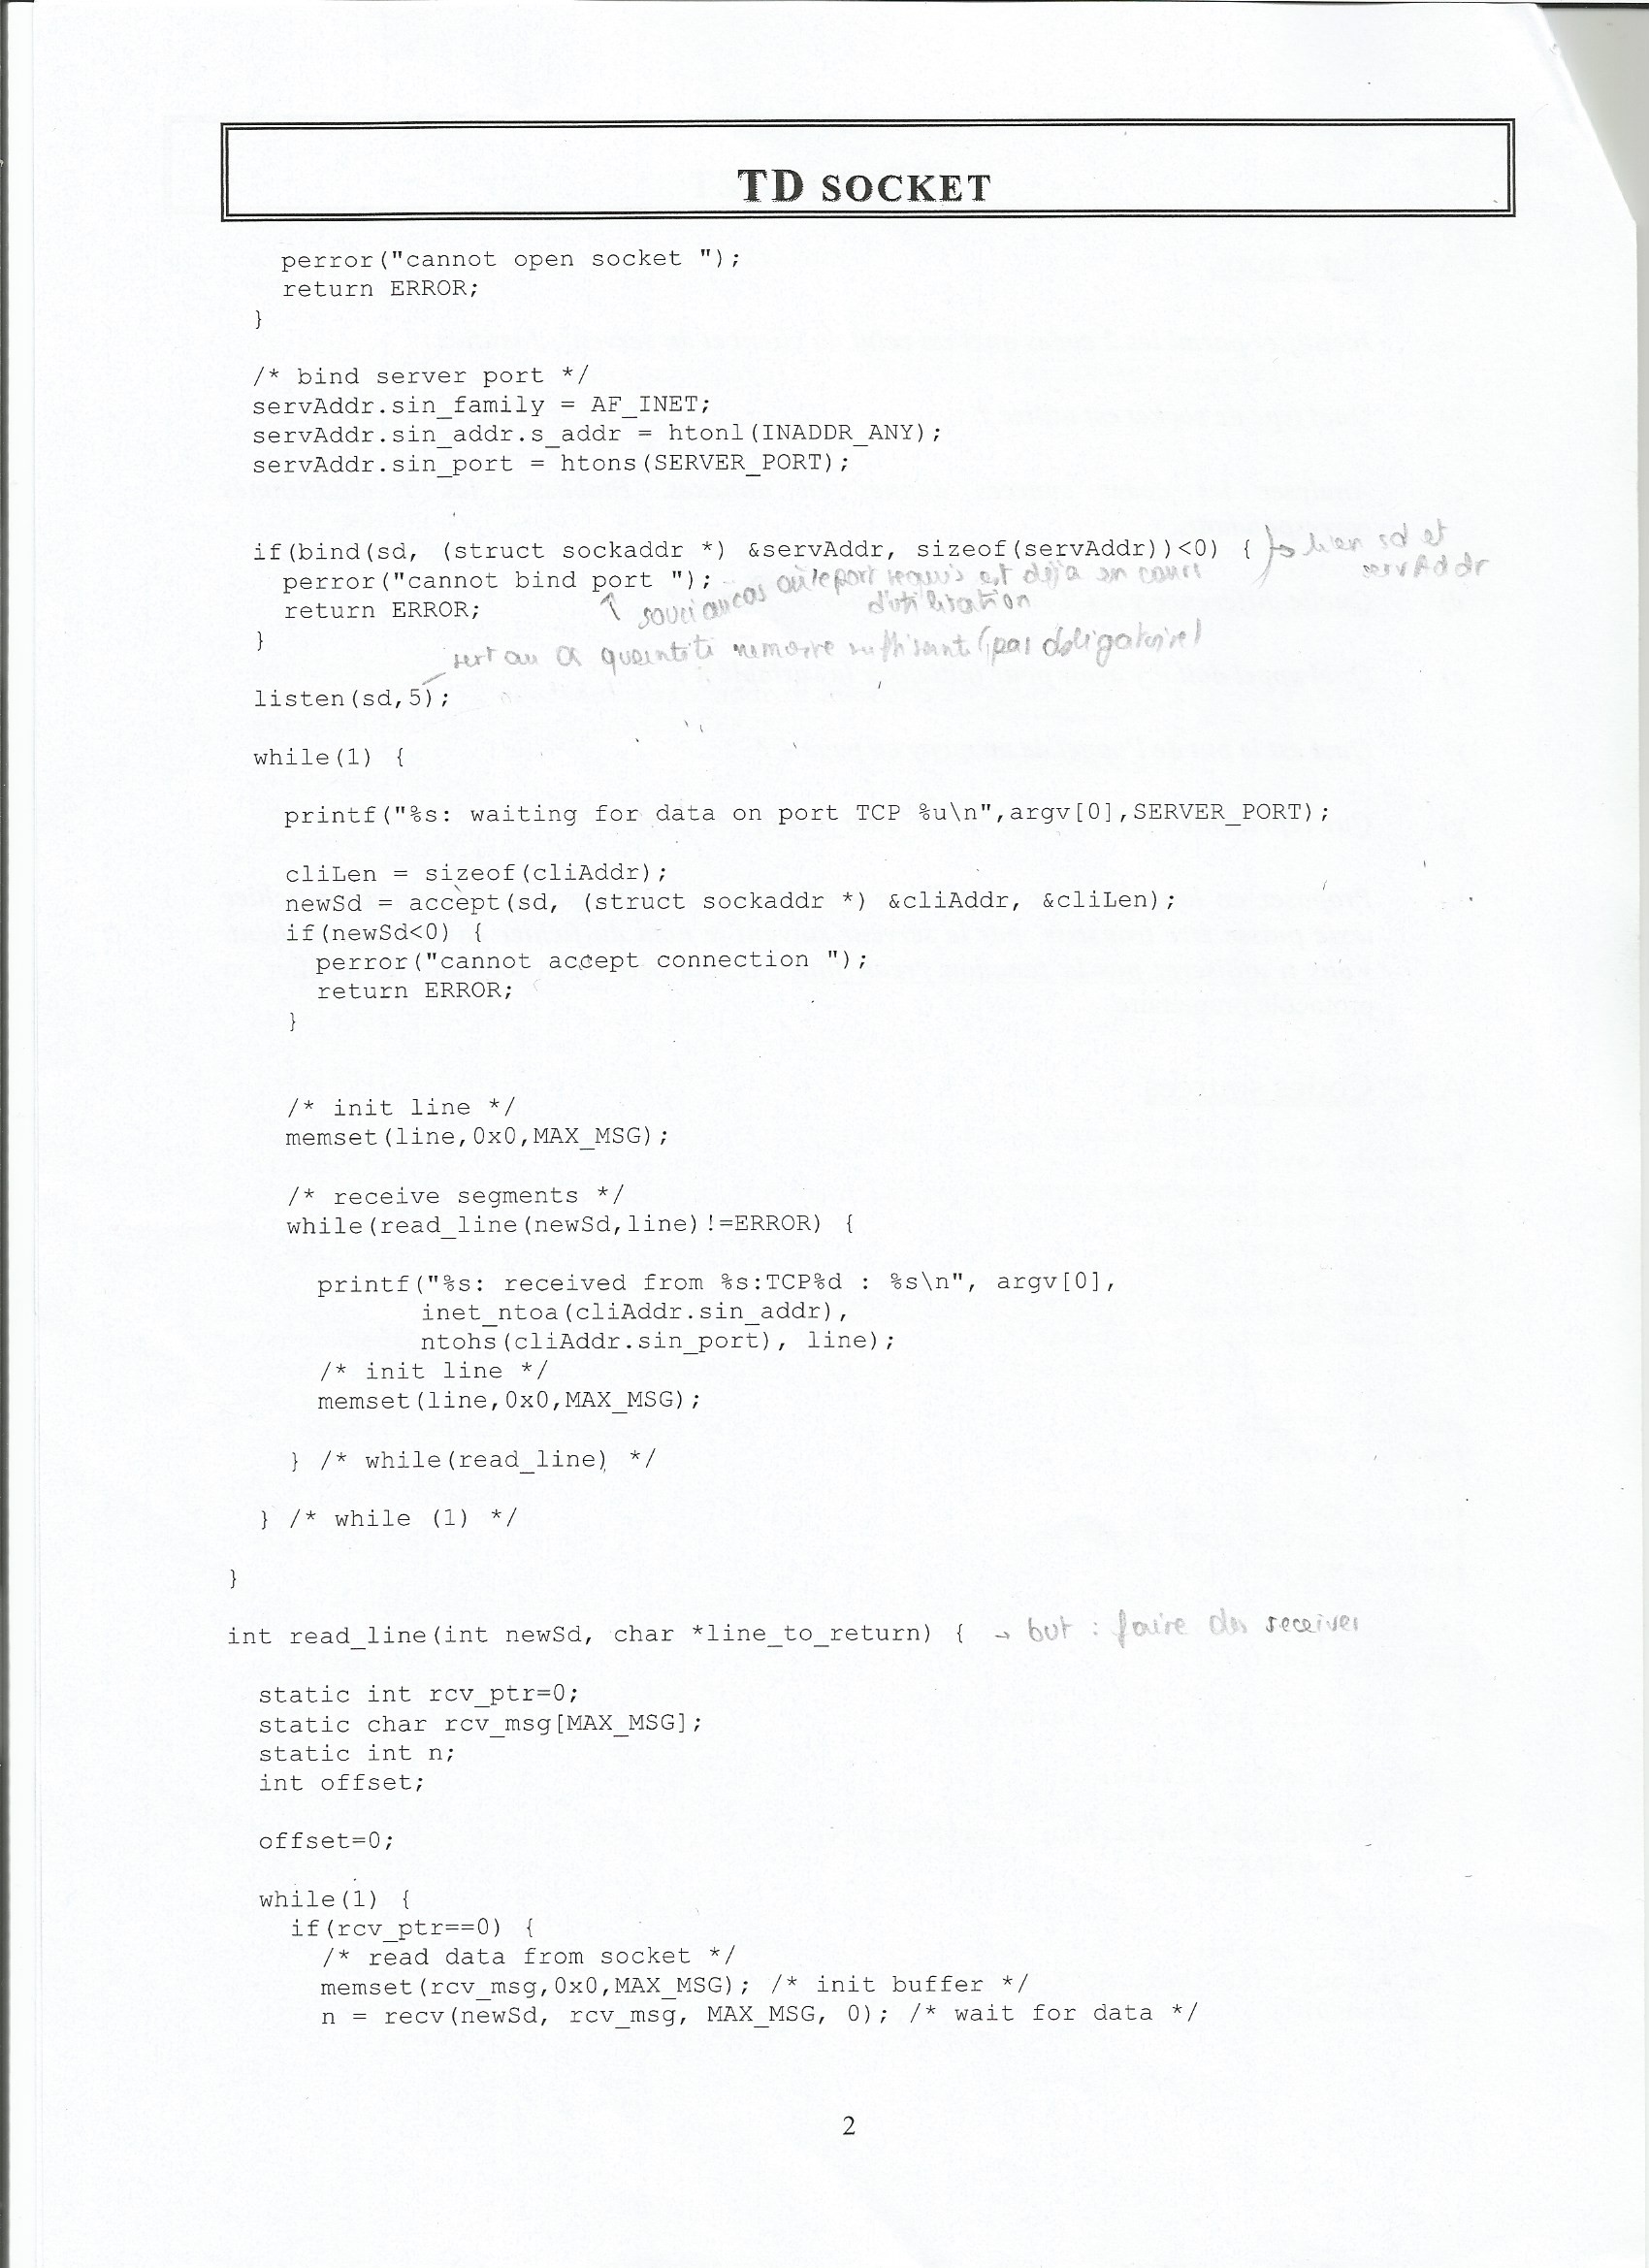 TD SOCKET
perror("cannot open socket ");
return ERROR;
}
/* bind server port */
servAddr.sin_family = AF_INET;
servAddr.sin_addr.s_addr = htonl(INADDR_ANY);
servAddr.sin_port = htons(SERVER_PORT);
if(bind(sd, (struct sockaddr *) &servAddr, sizeof(servAddr))<0) { → lien sd et
servAddr
perror("cannot bind port ");
souci au cas où le port requis est déjà en cours
d'utilisation
return ERROR;
}
sert au quantité memoire suffisant (pas obligatoire)
listen(sd,5);
while(1) {
printf("%s: waiting for data on port TCP %u\n",argv[0],SERVER_PORT);
cliLen = sizeof(cliAddr);
newSd = accept(sd, (struct sockaddr *) &cliAddr, &cliLen);
if(newSd<0) {
perror("cannot accept connection ");
return ERROR;
}
/* init line */
memset(line,0x0,MAX_MSG);
/* receive segments */
while(read_line(newSd,line)!=ERROR) {
printf("%s: received from %s:TCP%d : %s\n", argv[0],
inet_ntoa(cliAddr.sin_addr),
ntohs(cliAddr.sin_port), line);
/* init line */
memset(line,0x0,MAX_MSG);
} /* while(read_line) */
} /* while (1) */
}
int read_line(int newSd, char *line_to_return) { → but : faire des receiver
static int rcv_ptr=0;
static char rcv_msg[MAX_MSG];
static int n;
int offset;
offset=0;
while(1) {
if(rcv_ptr==0) {
/* read data from socket */
memset(rcv_msg,0x0,MAX_MSG); /* init buffer */
n = recv(newSd, rcv_msg, MAX_MSG, 0); /* wait for data */
2